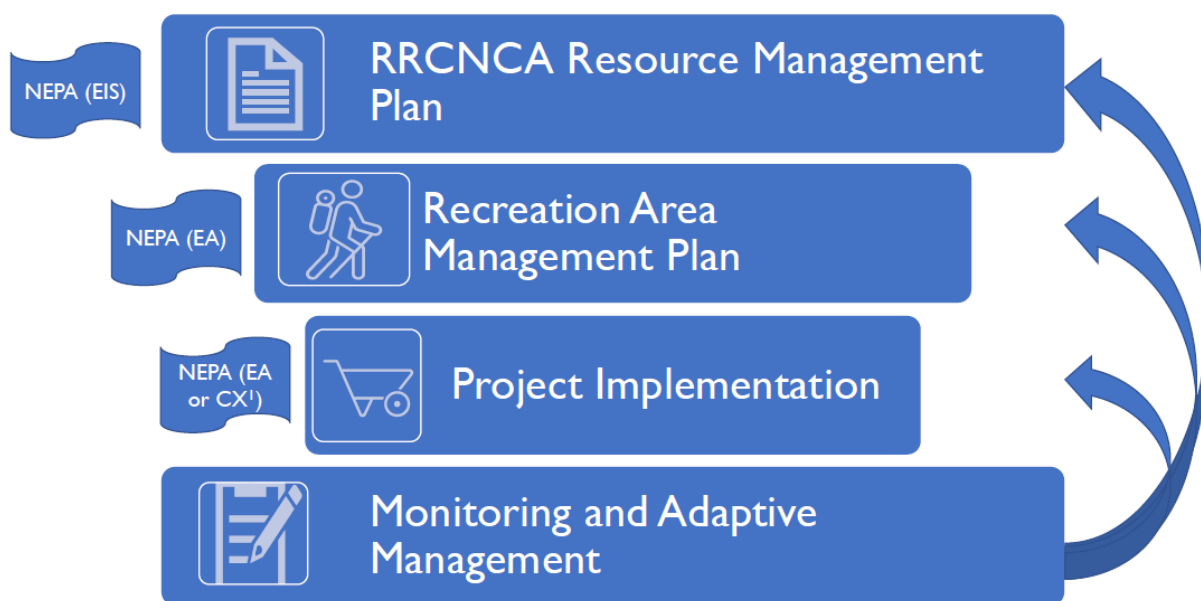 NEPA (EIS)
RRCNCA Resource Management
Plan
NEPA (EA)
Recreation Area
Management Plan
NEPA (EA
or CX¹)
Project Implementation
Monitoring and Adaptive
Management